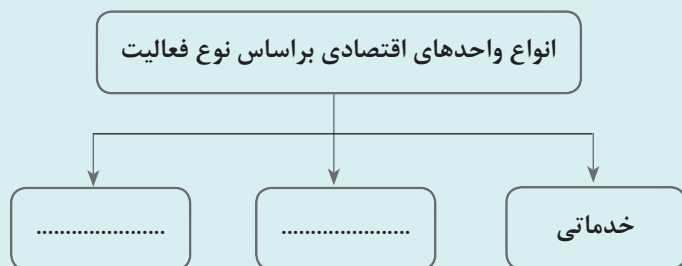 انواع واحدهای اقتصادی براساس نوع فعالیت
خدماتی
......................
......................